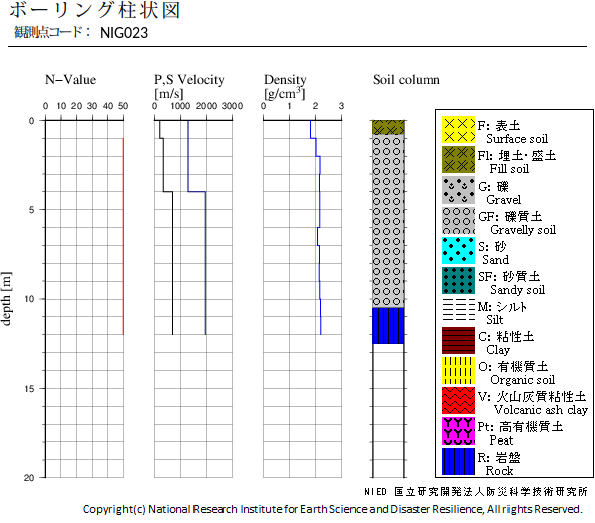 ボーリング柱状図
観測点コード： NIG023
N-Value
0 10 20 30 40 50
P,S Velocity
[m/s]
0 1000 2000 3000
Density
[g/cm³]
0 1 2 3
Soil column
depth [m]
0
5
10
15
20
F: 表土
Surface soil
Fl: 埋土・盛土
Fill soil
G: 礫
Gravel
GF: 礫質土
Gravelly soil
S: 砂
Sand
SF: 砂質土
Sandy soil
M: シルト
Silt
C: 粘性土
Clay
O: 有機質土
Organic soil
V: 火山灰質粘性土
Volcanic ash clay
Pt: 高有機質土
Peat
R: 岩盤
Rock
NIED 国立研究開発法人防災科学技術研究所
Copyright(c) National Research Institute for Earth Science and Disaster Resilience, All rights Reserved.